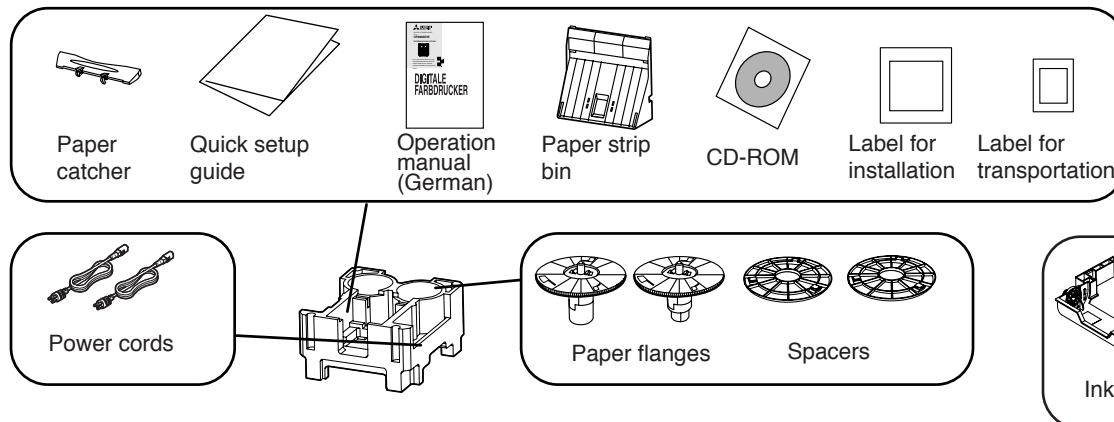 DIGITALE
FARBDRUCKER
Paper
catcher
Quick setup
guide
Operation
manual
(German)
Paper strip
bin
CD-ROM
Label for
installation
Label for
transportation
Power cords
Paper flanges
Spacers
Ink